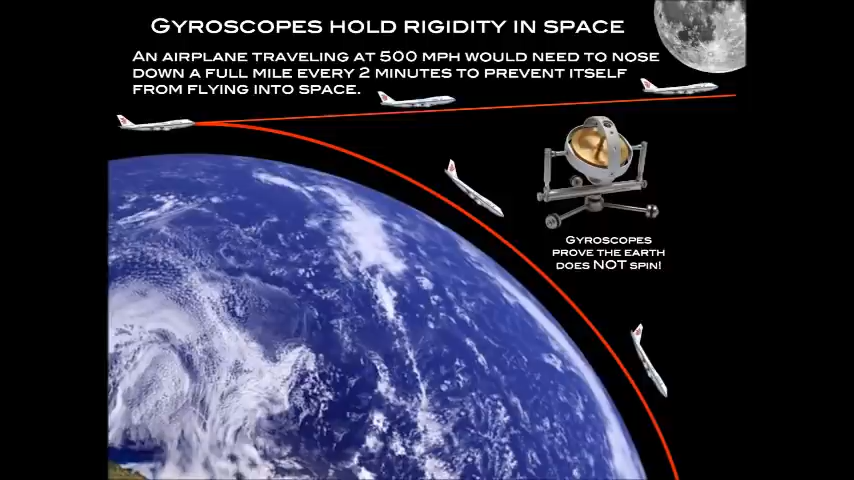 Gyroscopes hold rigidity in space
An airplane traveling at 500 mph would need to nose
down a full mile every 2 minutes to prevent itself
from flying into space.
Gyroscopes
prove the earth
does NOT spin!